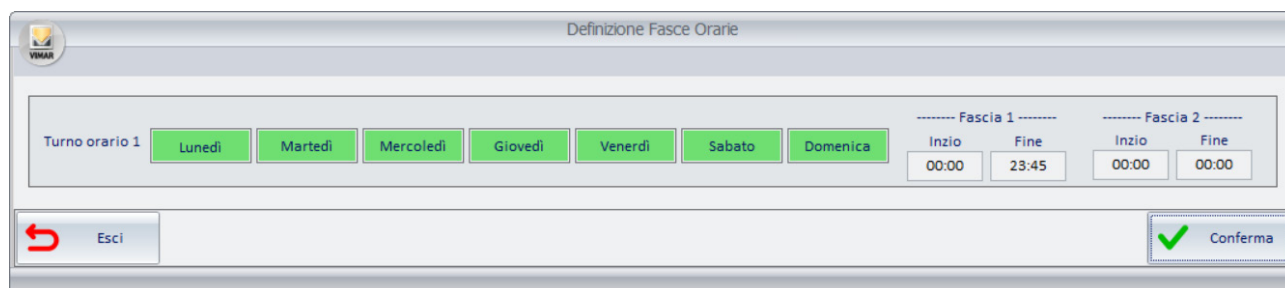 Definizione Fasce Orarie
VIMAR
-------- Fascia 1 -------- -------- Fascia 2 --------
Turno orario 1 Lunedì Martedì Mercoledì Giovedì Venerdì Sabato Domenica Inzio Fine Inzio Fine
00:00 23:45 00:00 00:00
Esci Conferma